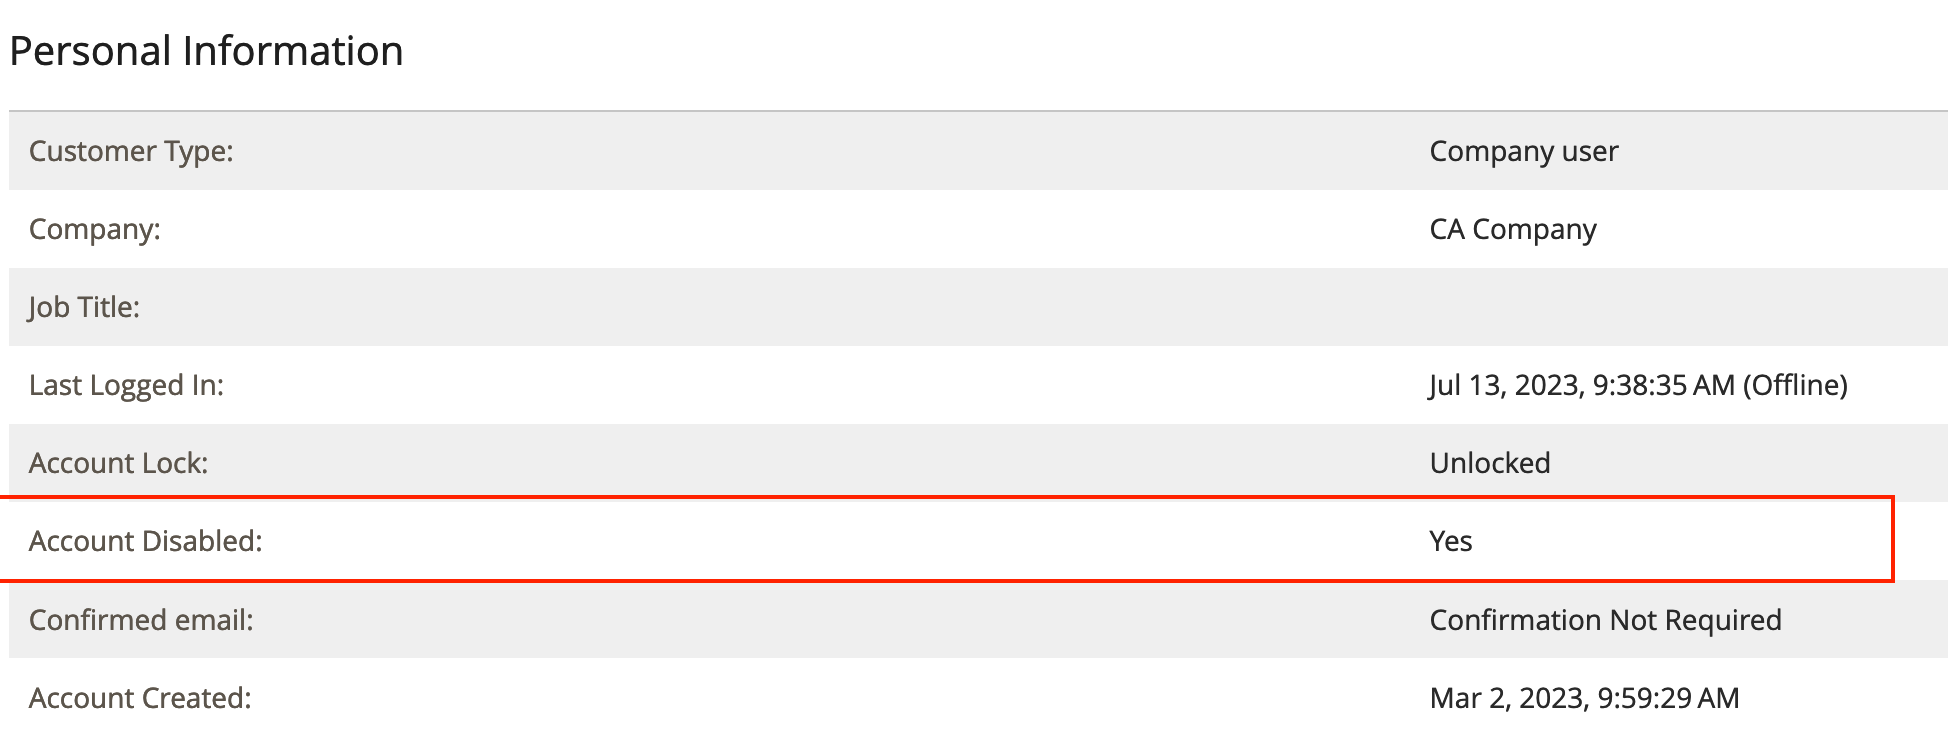 Personal Information
Customer Type: Company user
Company: CA Company
Job Title:
Last Logged In: Jul 13, 2023, 9:38:35 AM (Offline)
Account Lock: Unlocked
Account Disabled: Yes
Confirmed email: Confirmation Not Required
Account Created: Mar 2, 2023, 9:59:29 AM